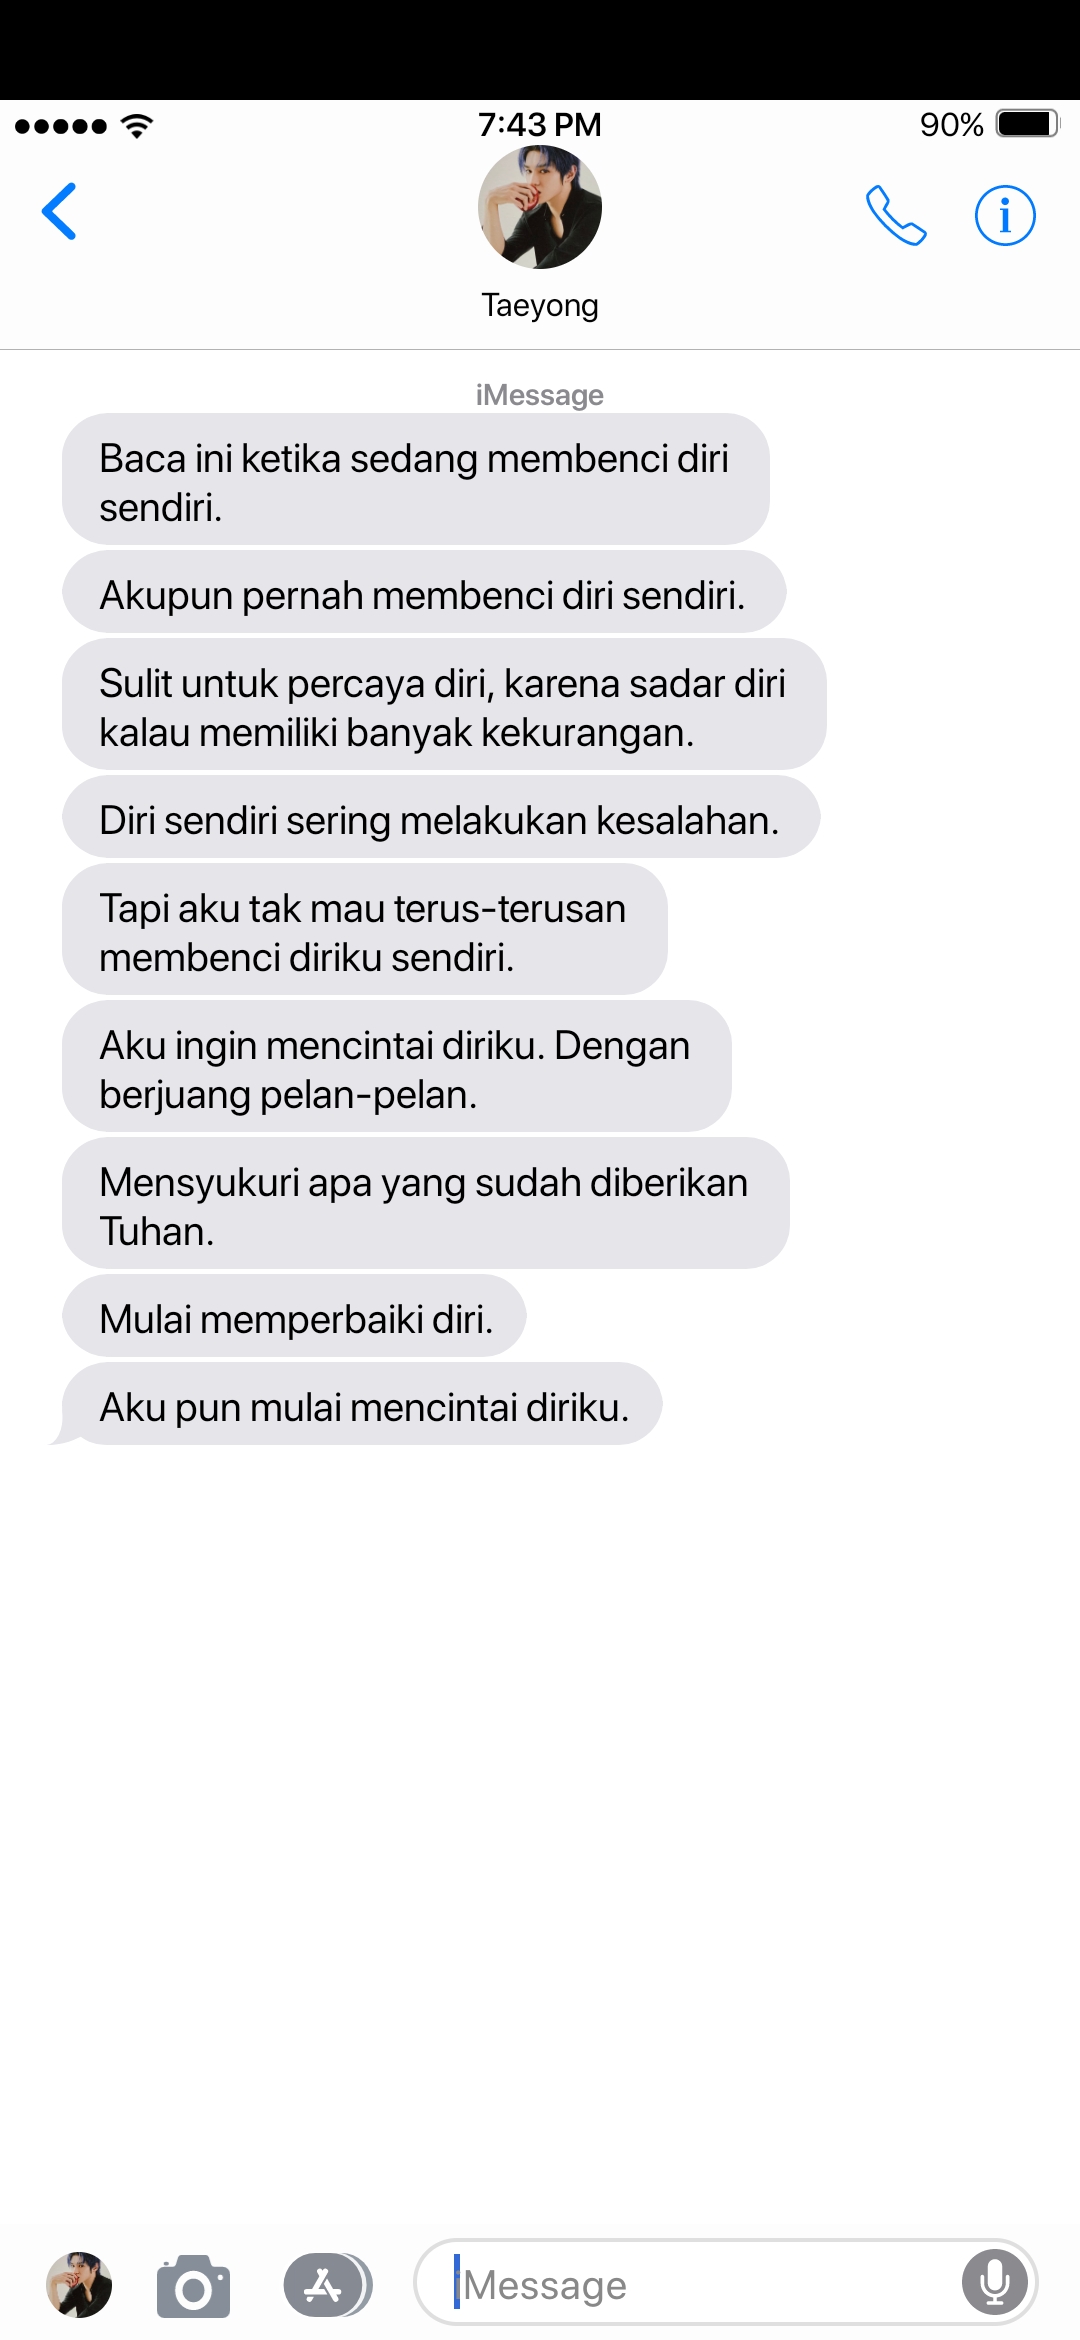 7:43 PM
90%
Taeyong
iMessage
Baca ini ketika sedang membenci diri
sendiri.
Akupun pernah membenci diri sendiri.
Sulit untuk percaya diri, karena sadar diri
kalau memiliki banyak kekurangan.
Diri sendiri sering melakukan kesalahan.
Tapi aku tak mau terus-terusan
membenci diriku sendiri.
Aku ingin mencintai diriku. Dengan
berjuang pelan-pelan.
Mensyukuri apa yang sudah diberikan
Tuhan.
Mulai memperbaiki diri.
Aku pun mulai mencintai diriku.
iMessage